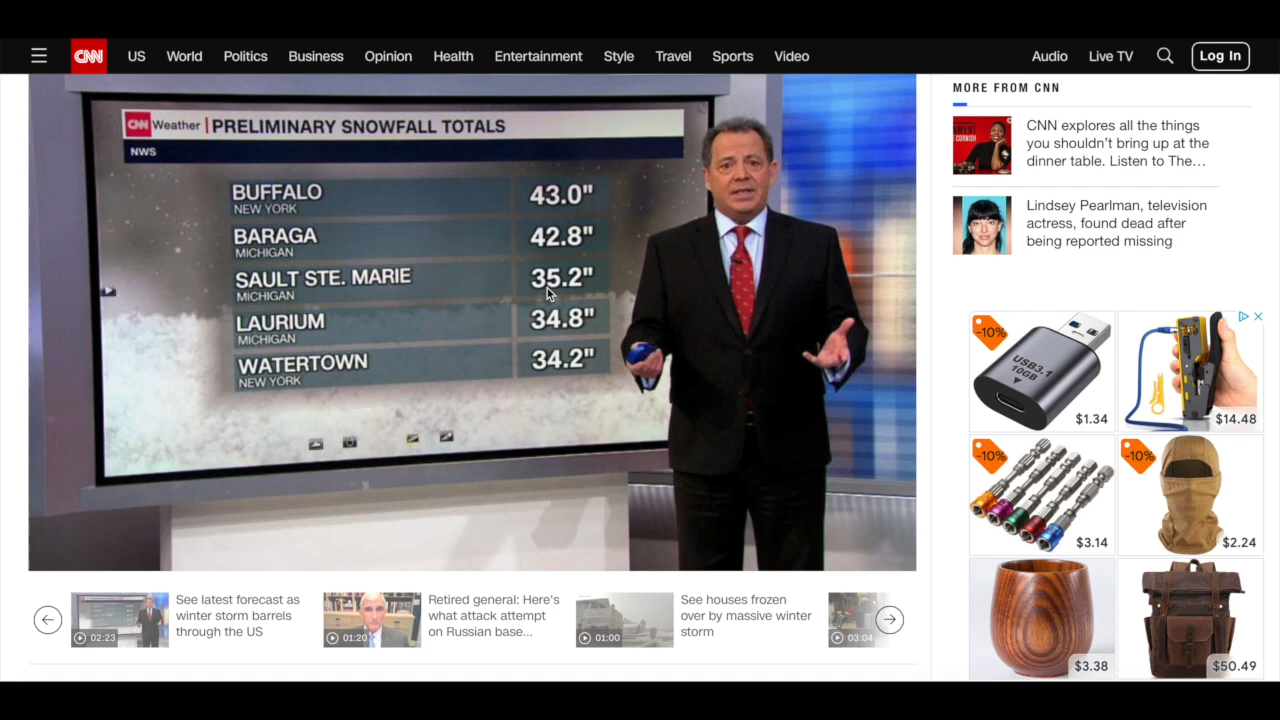 CNN
US World Politics Business Opinion Health Entertainment Style Travel Sports Video
Audio Live TV Log In
CNN Weather PRELIMINARY SNOWFALL TOTALS
NWS
BUFFALO 43.0"
NEW YORK
BARAGA 42.8"
MICHIGAN
SAULT STE. MARIE 35.2"
MICHIGAN
LAURIUM 34.8"
MICHIGAN
WATERTOWN 34.2"
NEW YORK
See latest forecast as
winter storm barrels
through the US
02:23
Retired general: Here's
what attack attempt
on Russian base...
01:20
See houses frozen
over by massive winter
storm
01:00
03:04
MORE FROM CNN
CNN explores all the things
you shouldn't bring up at the
dinner table. Listen to The...
Lindsey Pearlman, television
actress, found dead after
being reported missing
-10%
USB3.1
10GB
$1.34
$14.48
-10%
$3.14
-10%
$2.24
$3.38
$50.49